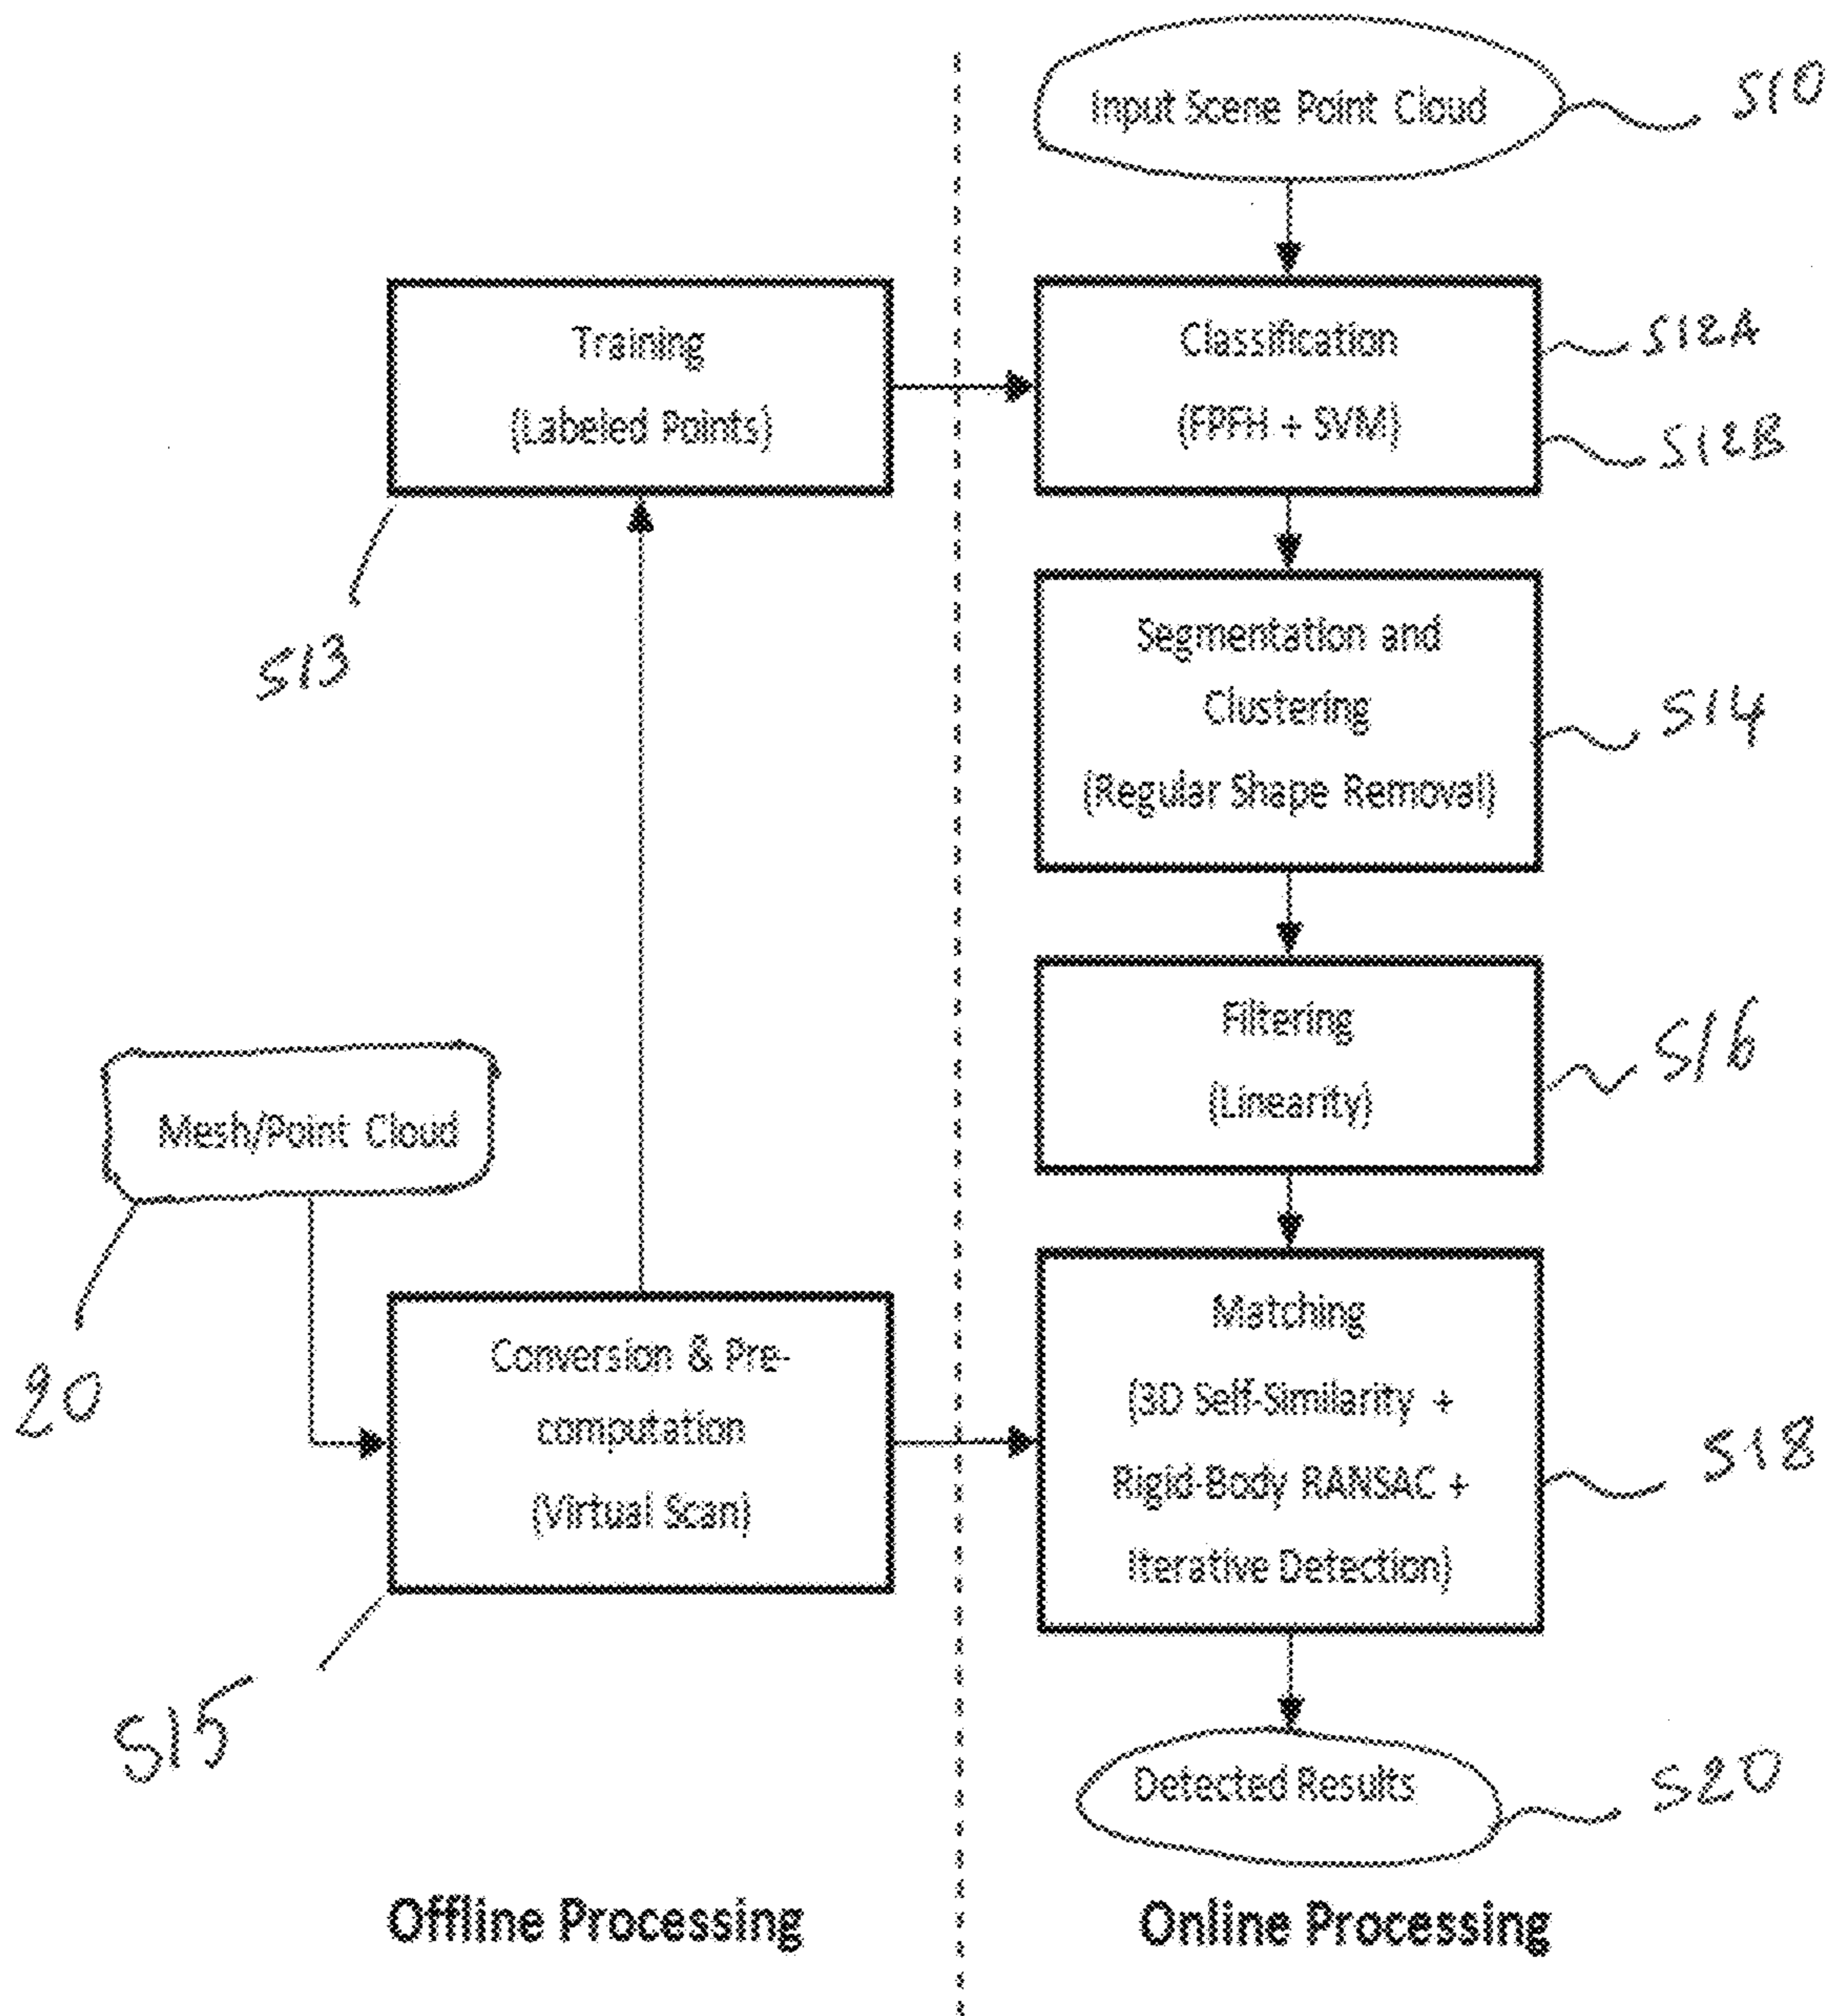 Input Scene Point Cloud
S10
Training
(Labeled Points)
S13
Classification
(FPFH + SVM)
S12A
S12B
Segmentation and
Clustering
(Regular Shape Removal)
S14
Filtering
(Linearity)
S16
Mesh/Point Cloud
20
Conversion & Pre-
computation
(Virtual Scan)
S15
Matching
(3D Self-Similarity +
Rigid-Body RANSAC +
Iterative Detection)
S18
Detected Results
S20
Offline Processing
Online Processing